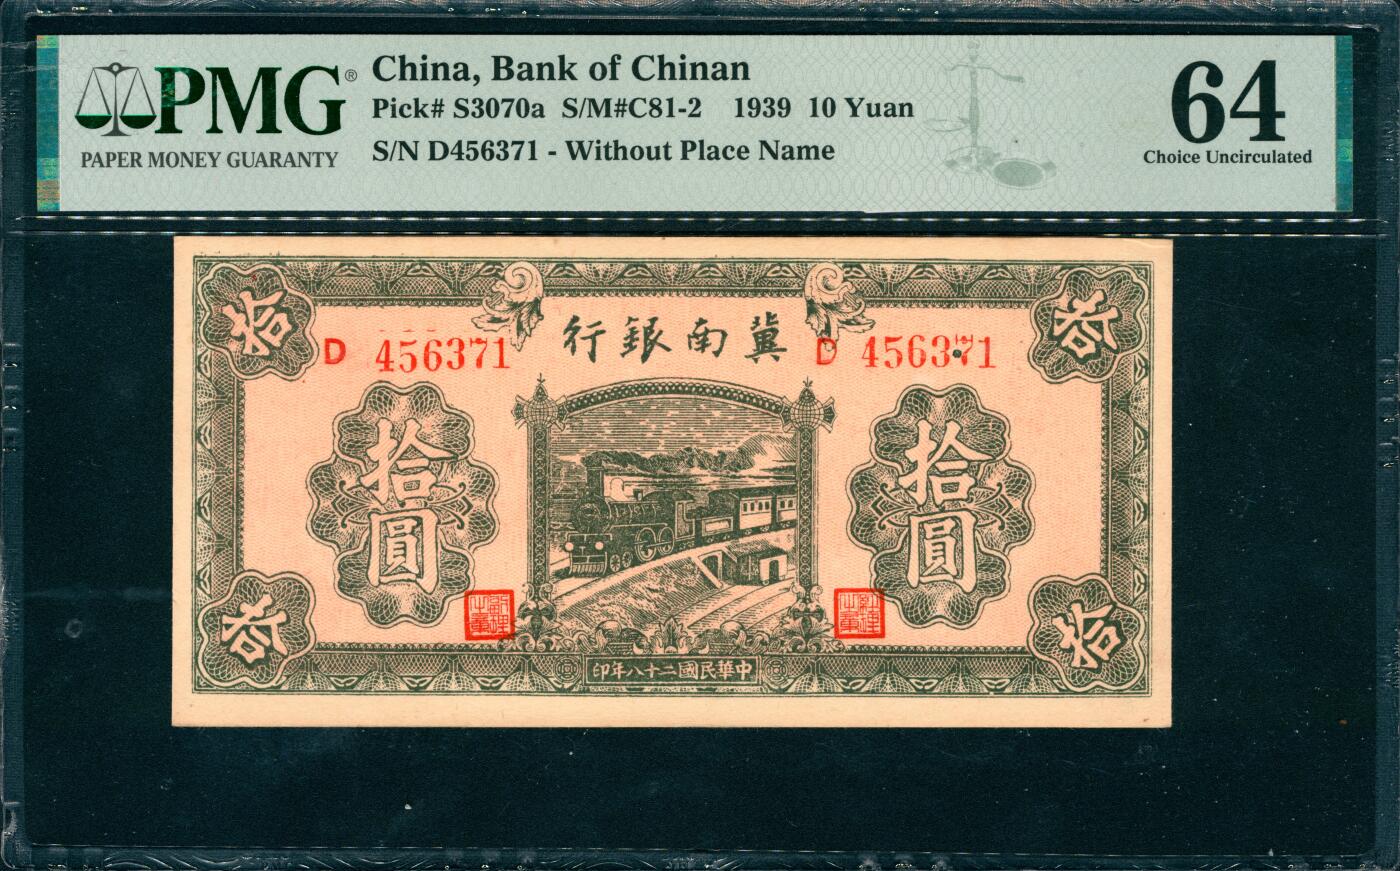 PMG®
PAPER MONEY GUARANTY
China, Bank of Chinan
Pick# S3070a S/M#C81-2 1939 10 Yuan
S/N D456371 - Without Place Name
64
Choice Uncirculated
拾
行銀南冀
拾
D 456371
D 456371
拾圓
拾圓
拾
印年八十二國民華中
拾